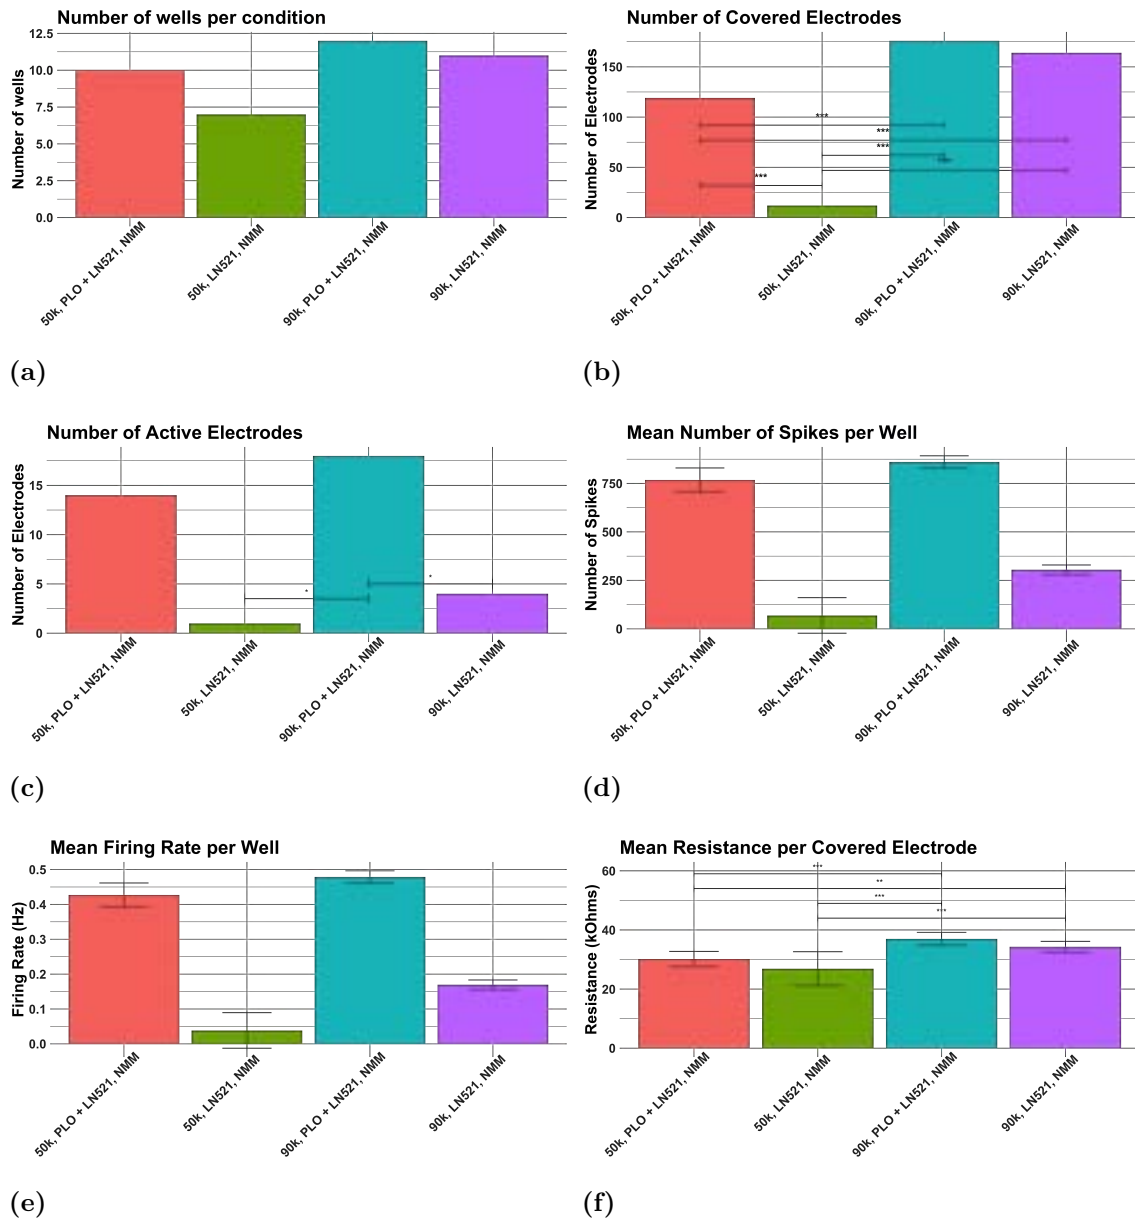 Number of wells per condition
Number of wells
12.5
10.0
7.5
5.0
2.5
0.0
50k, PLO + LN521, NMM
50k, LN521, NMM
90k, PLO + LN521, NMM
90k, LN521, NMM
(a)
Number of Covered Electrodes
Number of Electrodes
150
100
50
0
***
***
***
***
50k, PLO + LN521, NMM
50k, LN521, NMM
90k, PLO + LN521, NMM
90k, LN521, NMM
(b)
Number of Active Electrodes
Number of Electrodes
15
10
5
0
*
*
50k, PLO + LN521, NMM
50k, LN521, NMM
90k, PLO + LN521, NMM
90k, LN521, NMM
(c)
Mean Number of Spikes per Well
Number of Spikes
750
500
250
0
50k, PLO + LN521, NMM
50k, LN521, NMM
90k, PLO + LN521, NMM
90k, LN521, NMM
(d)
Mean Firing Rate per Well
Firing Rate (Hz)
0.5
0.4
0.3
0.2
0.1
0.0
50k, PLO + LN521, NMM
50k, LN521, NMM
90k, PLO + LN521, NMM
90k, LN521, NMM
(e)
Mean Resistance per Covered Electrode
Resistance (kOhms)
60
40
20
0
***
**
***
***
50k, PLO + LN521, NMM
50k, LN521, NMM
90k, PLO + LN521, NMM
90k, LN521, NMM
(f)